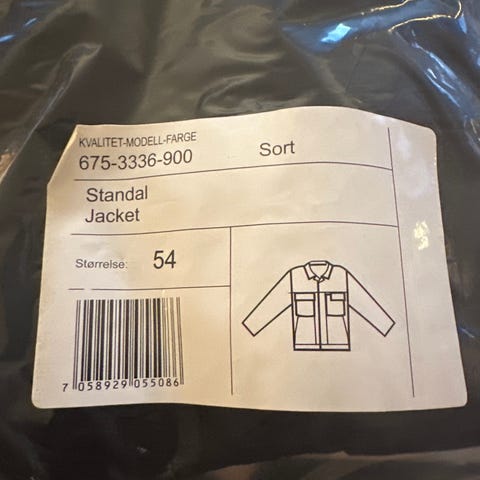 KVALITET-MODELL-FARGE
675-3336-900 Sort
Standal
Jacket
Størrelse: 54
7 058929 055086